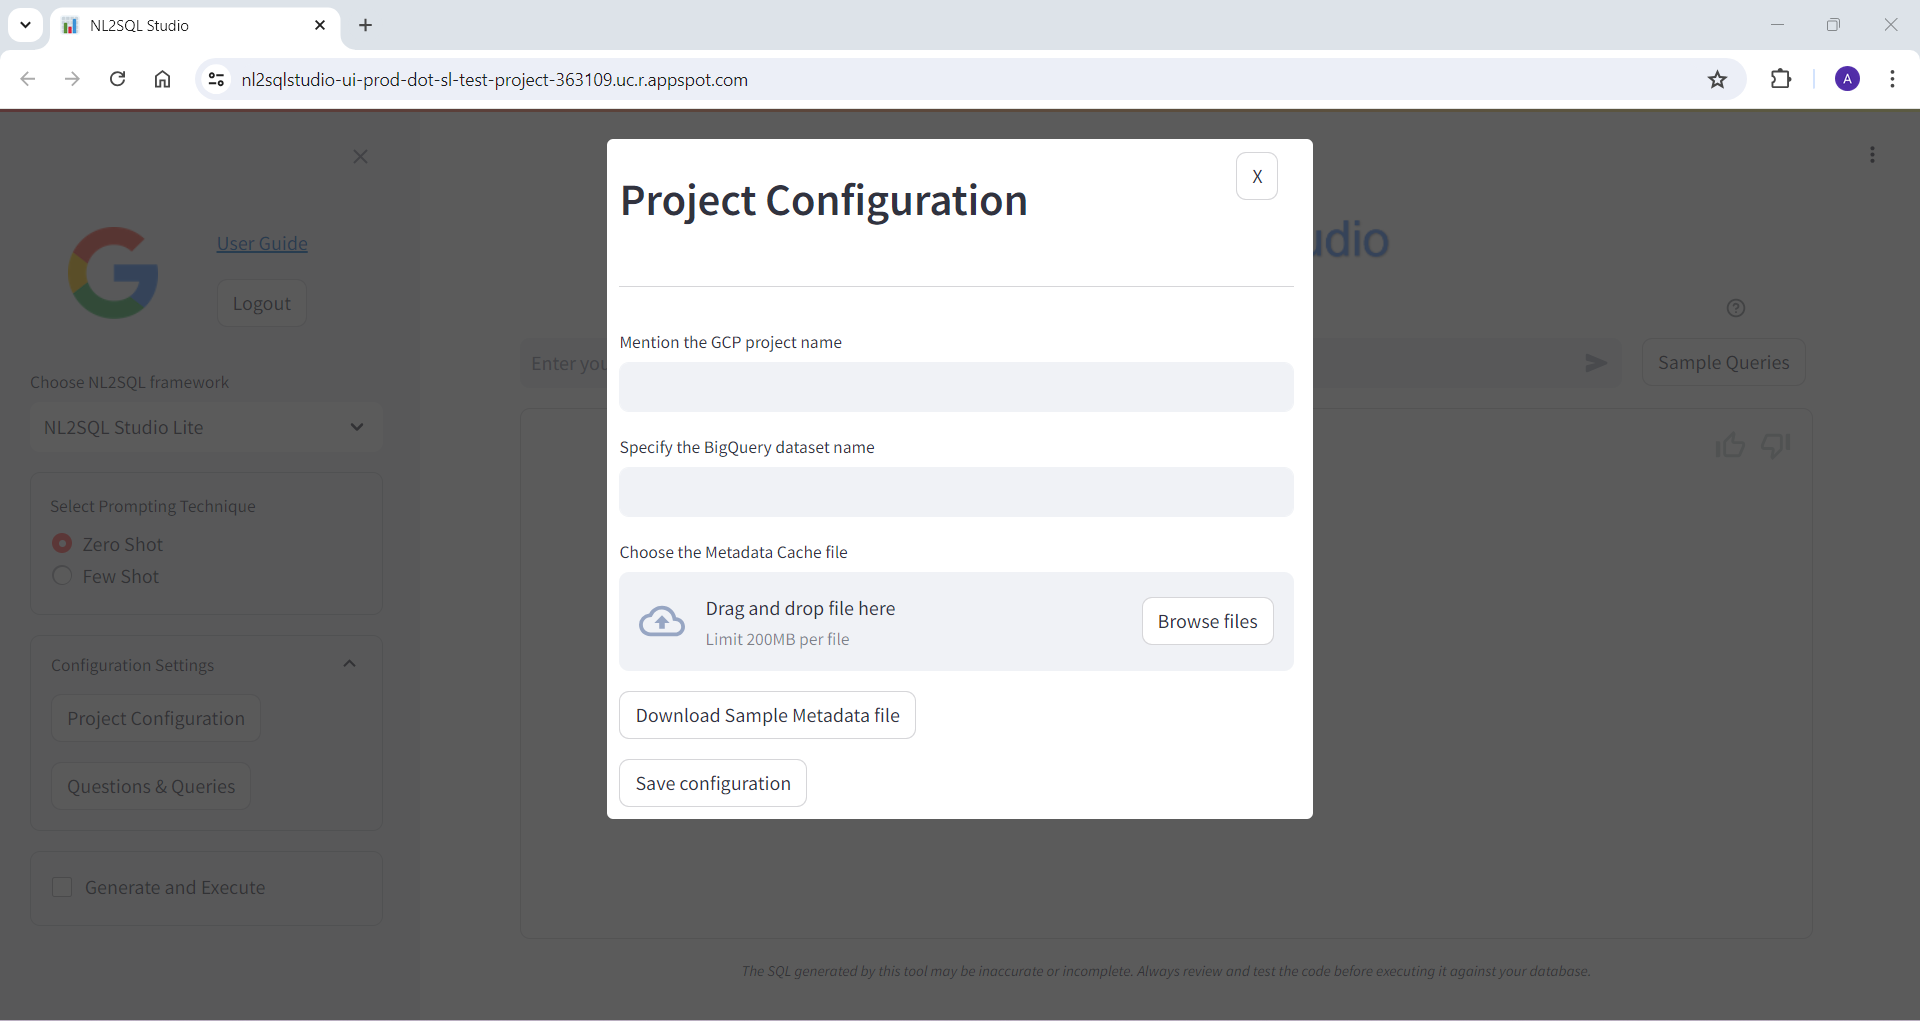 NL2SQL Studio
nl2sqlstudio-ui-prod-dot-sl-test-project-363109.uc.r.appspot.com
A
User Guide
Logout
Choose NL2SQL framework
NL2SQL Studio Lite
Select Prompting Technique
Zero Shot
Few Shot
Configuration Settings
Project Configuration
Questions & Queries
Generate and Execute
Enter
Sample Queries
Project Configuration
X
Mention the GCP project name
Specify the BigQuery dataset name
Choose the Metadata Cache file
Drag and drop file here
Limit 200MB per file
Browse files
Download Sample Metadata file
Save configuration
The SQL generated by this tool may be inaccurate or incomplete. Always review and test the code before executing it against your database.